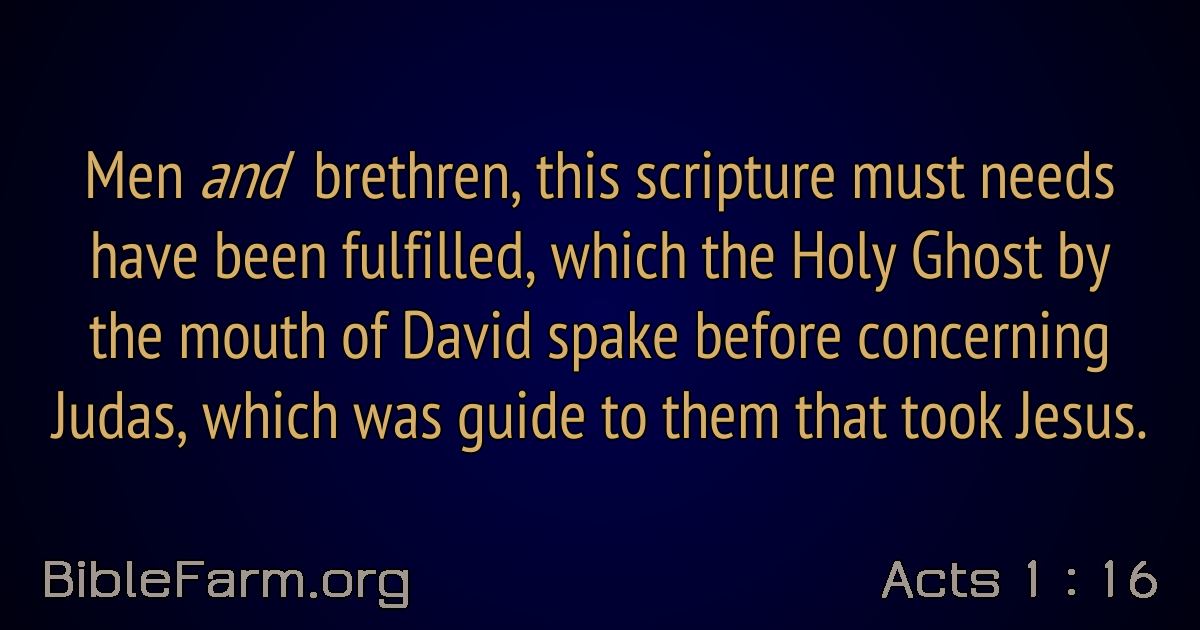 Men and brethren, this scripture must needs
have been fulfilled, which the Holy Ghost by
the mouth of David spake before concerning
Judas, which was guide to them that took Jesus.
BibleFarm.org
Acts 1 : 16